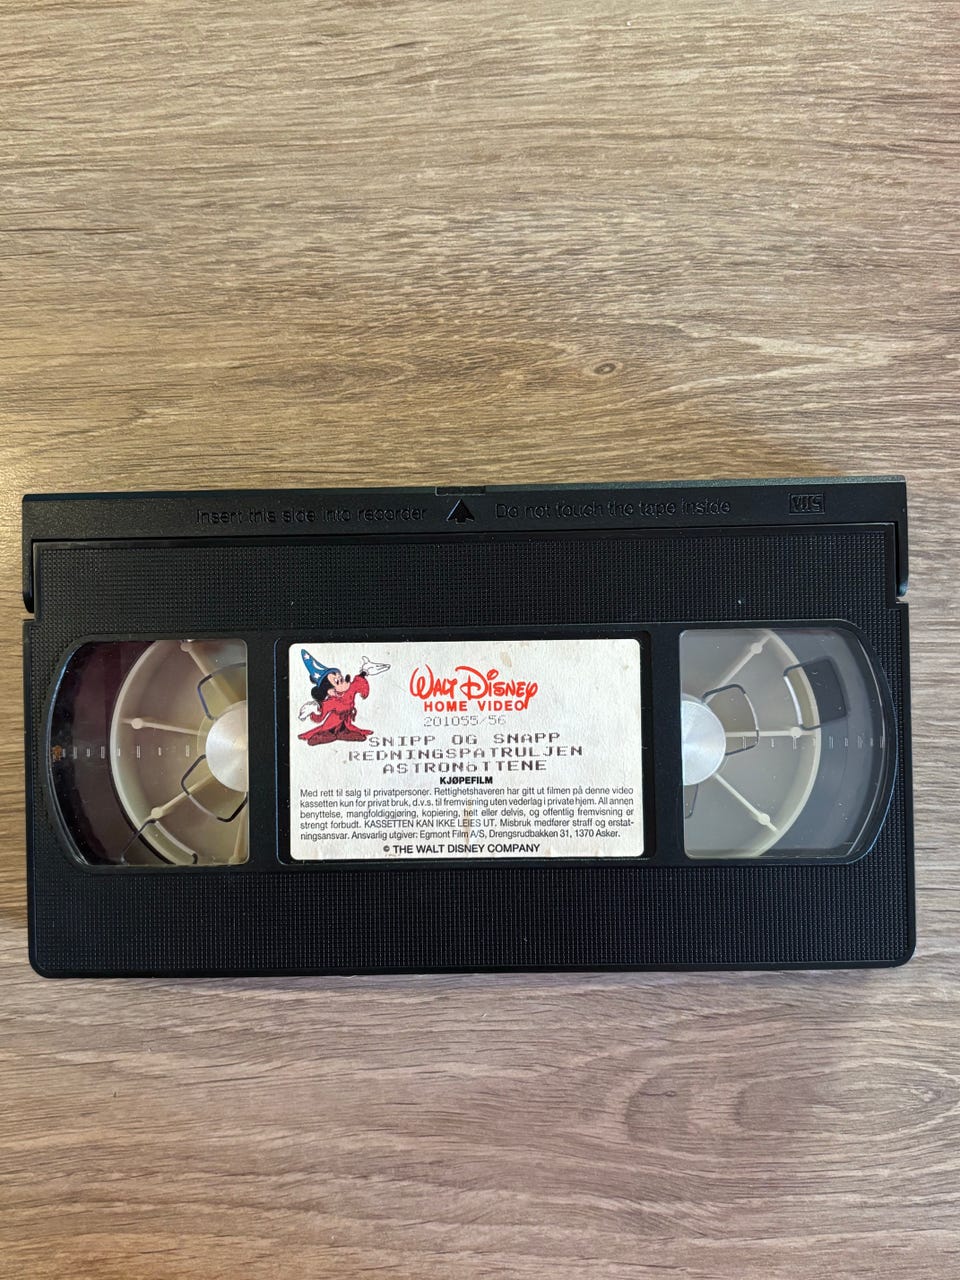 Insert this side into recorder
Do not touch the tape inside
VHS
WALT DISNEY
HOME VIDEO
201055/56
SNIPP OG SNAPP
REDNINGSPATRULJEN
ASTRONòTTENE
KJØPEFILM
Med rett til salg til privatpersoner. Rettighetshaveren har gitt ut filmen på denne video
kassetten kun for privat bruk, d.v.s. til fremvisning uten vederlag i private hjem. All annen
benyttelse, mangfoldiggjøring, kopiering, helt eller delvis, og offentlig fremvisning er
strengt forbudt. KASSETTEN KAN IKKE LEIES UT. Misbruk medfører straff og erstat-
ningsansvar. Ansvarlig utgiver: Egmont Film A/S, Drengsrudbakken 31, 1370 Asker.
© THE WALT DISNEY COMPANY